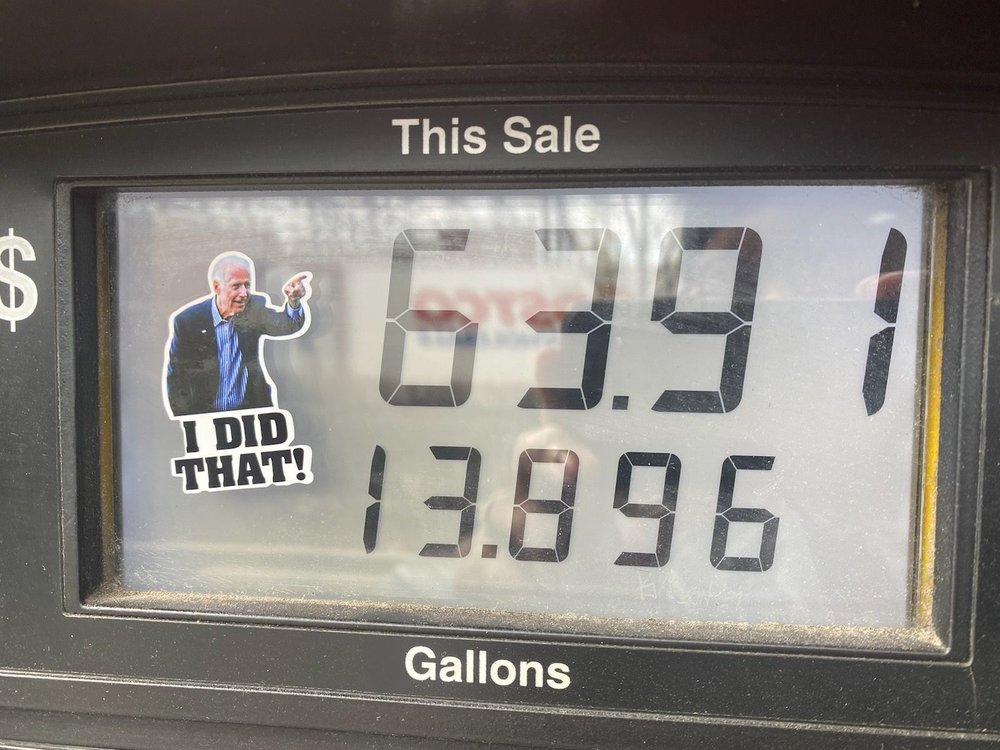 This Sale
$
63.91
I DID
THAT!
13.896
Gallons